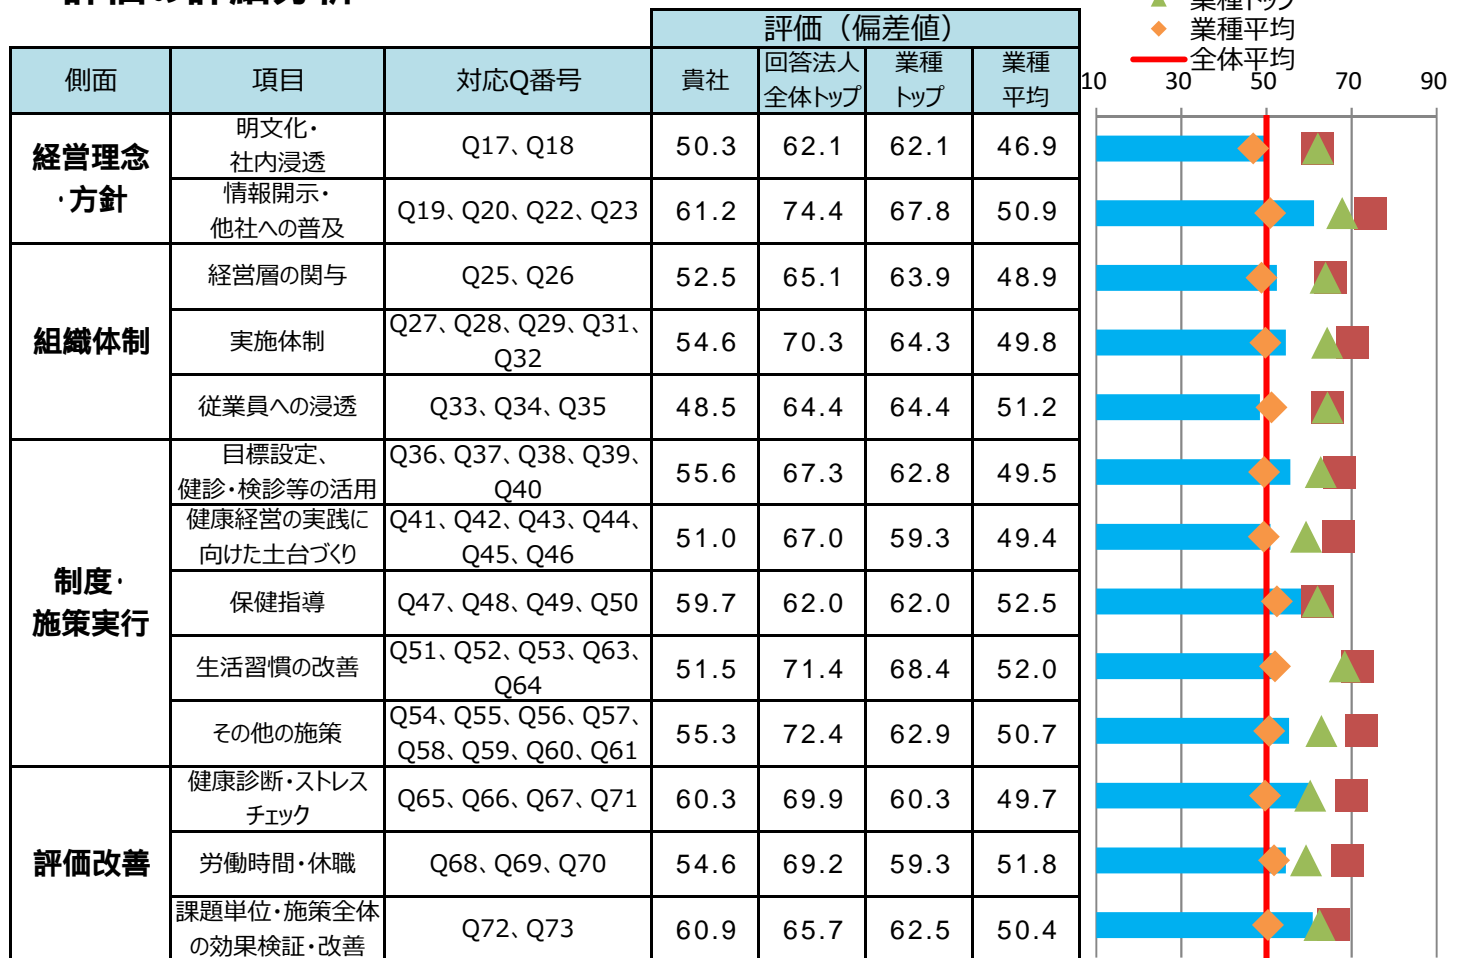 評価の詳細分析
業種トップ
業種平均
全体平均
評価（偏差値）
側面 項目 対応Q番号 貴社 回答法人 全体トップ 業種 トップ 業種 平均
10 30 50 70 90
経営理念
・方針
明文化・
社内浸透
Q17、Q18 50.3 62.1 62.1 46.9
情報開示・
他社への普及
Q19、Q20、Q22、Q23 61.2 74.4 67.8 50.9
組織体制
経営層の関与 Q25、Q26 52.5 65.1 63.9 48.9
実施体制
Q27、Q28、Q29、Q31、
Q32
54.6 70.3 64.3 49.8
従業員への浸透 Q33、Q34、Q35 48.5 64.4 64.4 51.2
制度・
施策実行
目標設定、
健診・検診等の活用
Q36、Q37、Q38、Q39、
Q40
55.6 67.3 62.8 49.5
健康経営の実践に
向けた土台づくり
Q41、Q42、Q43、Q44、
Q45、Q46
51.0 67.0 59.3 49.4
保健指導 Q47、Q48、Q49、Q50 59.7 62.0 62.0 52.5
生活習慣の改善
Q51、Q52、Q53、Q63、
Q64
51.5 71.4 68.4 52.0
その他の施策
Q54、Q55、Q56、Q57、
Q58、Q59、Q60、Q61
55.3 72.4 62.9 50.7
評価改善
健康診断・ストレス
チェック
Q65、Q66、Q67、Q71 60.3 69.9 60.3 49.7
労働時間・休職 Q68、Q69、Q70 54.6 69.2 59.3 51.8
課題単位・施策全体
の効果検証・改善
Q72、Q73 60.9 65.7 62.5 50.4